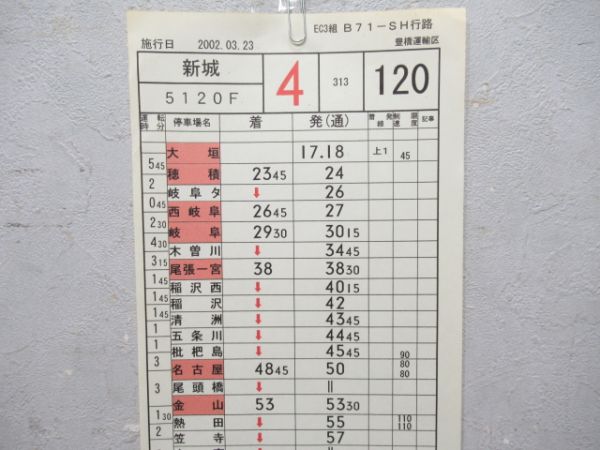 EC3組 B71-SH行路
施行日 2002.03.23 豊橋運輸区
新城 4 313 120
5120F
運転時分 停車場名 着 発(通) 着発線 制限速度 記事
大垣 17.18 上1 45
5 45
穂積 23 45 24
2
岐阜タ ↓ 26
0 45
西岐阜 26 45 27
2 30
岐阜 29 30 30 15
4 30
木曽川 ↓ 34 45
3 15
尾張一宮 38 38 30
1 45
稲沢西 ↓ 40 15
1 45
稲沢 ↓ 42
1 45
清洲 ↓ 43 45
1
五条川 ↓ 44 45
1
枇杷島 ↓ 45 45 90
3 80
名古屋 48 45 50 80
尾頭橋 ↓ ॥
3
金山 53 53 30
1 30 110
熱田 ↓ 55 110
2
笠寺 ↓ 57